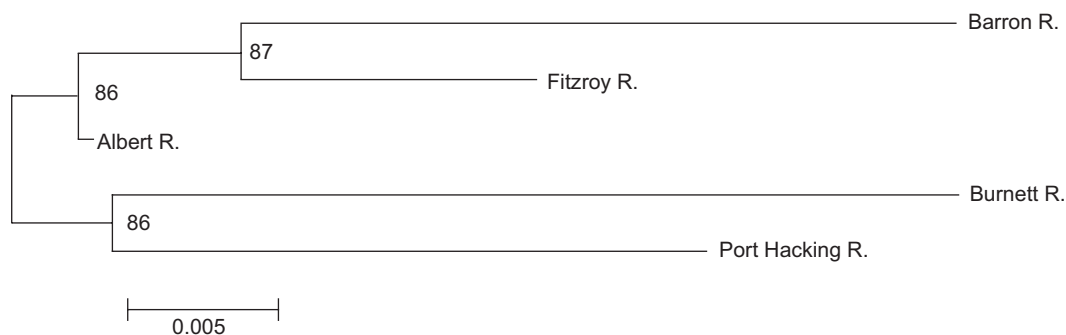 Barron R.
87
Fitzroy R.
86
Albert R.
Burnett R.
86
Port Hacking R.
0.005